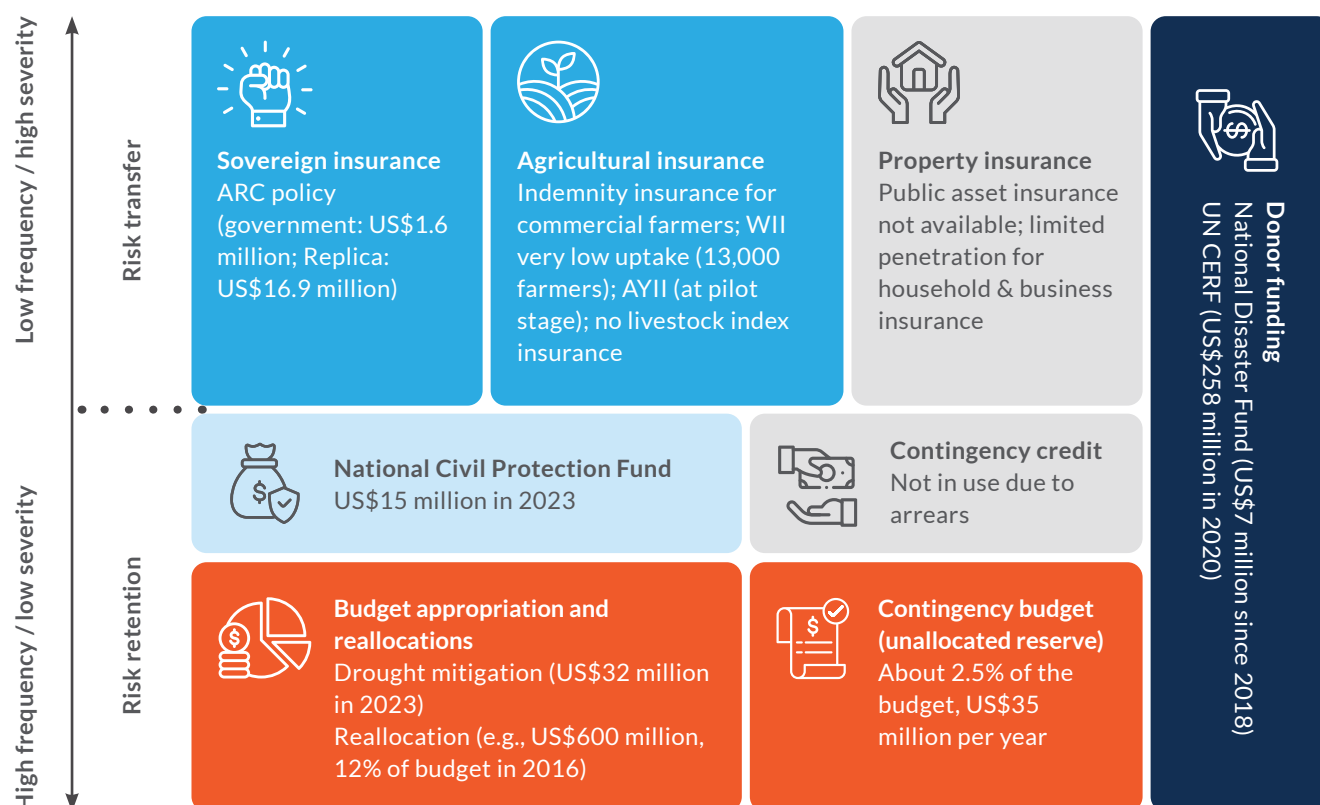 Low frequency / high severity
Risk transfer
Sovereign insurance
ARC policy
(government: US$1.6
million; Replica:
US$16.9 million)
Agricultural insurance
Indemnity insurance for
commercial farmers; WII
very low uptake (13,000
farmers); AYII (at pilot
stage); no livestock index
insurance
Property insurance
Public asset insurance
not available; limited
penetration for
household & business
insurance
$
Donor funding
National Disaster Fund (US$7 million since 2018)
UN CERF (US$258 million in 2020)
High frequency / low severity
Risk retention
$
National Civil Protection Fund
US$15 million in 2023
Contingency credit
Not in use due to
arrears
$
Budget appropriation and
reallocations
Drought mitigation (US$32 million
in 2023)
Reallocation (e.g., US$600 million,
12% of budget in 2016)
$
Contingency budget
(unallocated reserve)
About 2.5% of the
budget, US$35
million per year